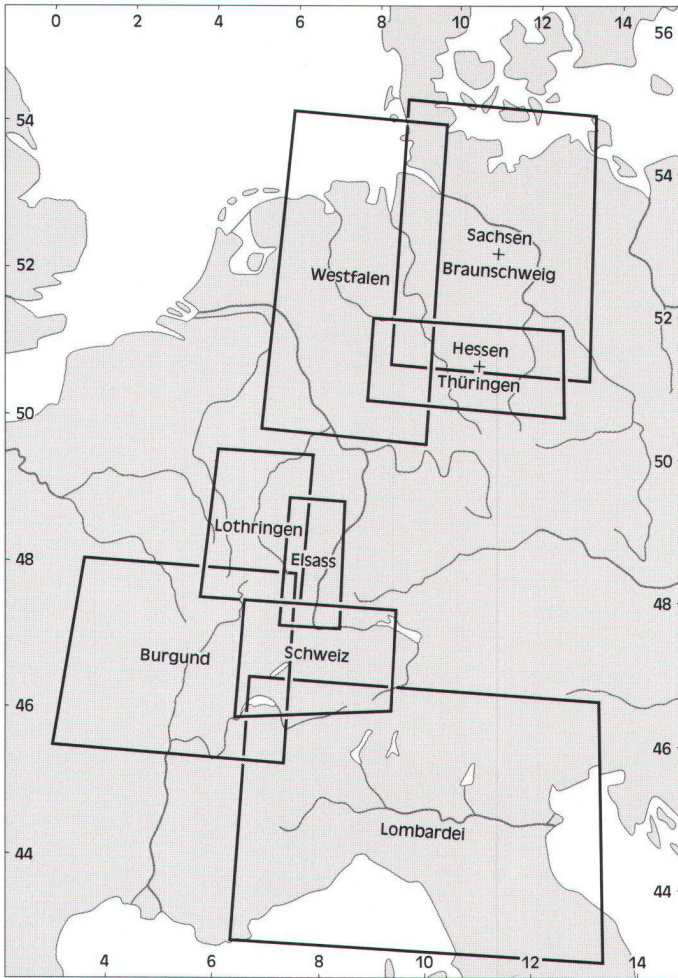 0 2 4 6 8 10 12 14
56
54
54
Sachsen
Braunschweig
Westfalen
52
52
Hessen
Thüringen
50
50
Lothringen
Elsass
48
48
Burgund
Schweiz
46
46
Lombardei
44
44
4 6 8 10 12 14